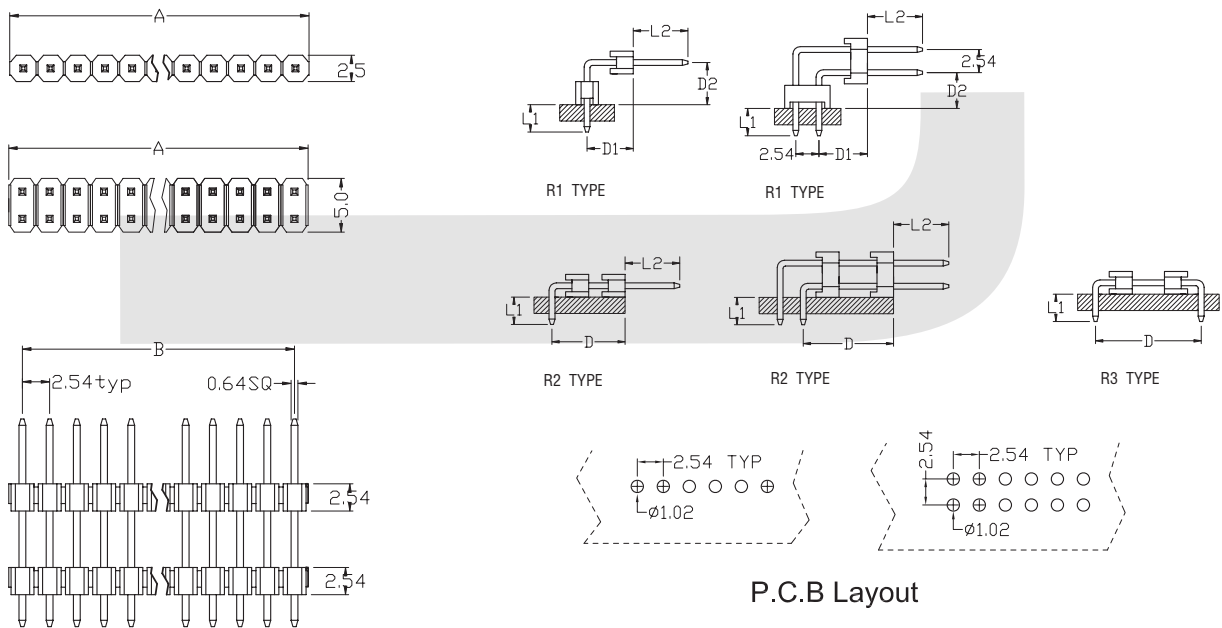 A
2.5
A
5.0
B
2.54typ
0.64SQ
2.54
2.54
L2
D2
L1
D1
R1 TYPE
L2
2.54
D2
L1
2.54
D1
R1 TYPE
L2
L1
D
R2 TYPE
L2
L1
D
R2 TYPE
L1
D
R3 TYPE
2.54 TYP
ø1.02
2.54
2.54 TYP
ø1.02
P.C.B Layout